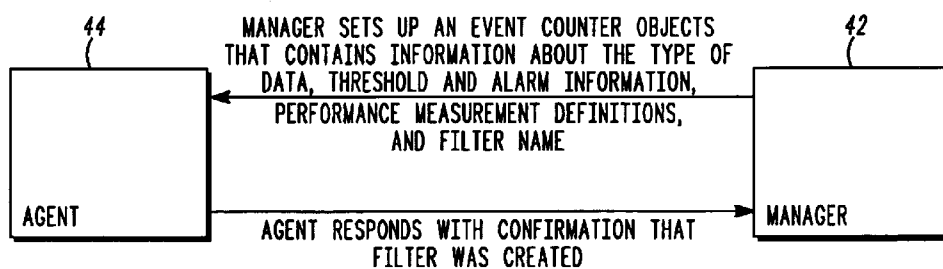 44
MANAGER SETS UP AN EVENT COUNTER OBJECTS
42
THAT CONTAINS INFORMATION ABOUT THE TYPE OF
DATA, THRESHOLD AND ALARM INFORMATION,
PERFORMANCE MEASUREMENT DEFINITIONS,
AND FILTER NAME
AGENT
MANAGER
AGENT RESPONDS WITH CONFIRMATION THAT
FILTER WAS CREATED